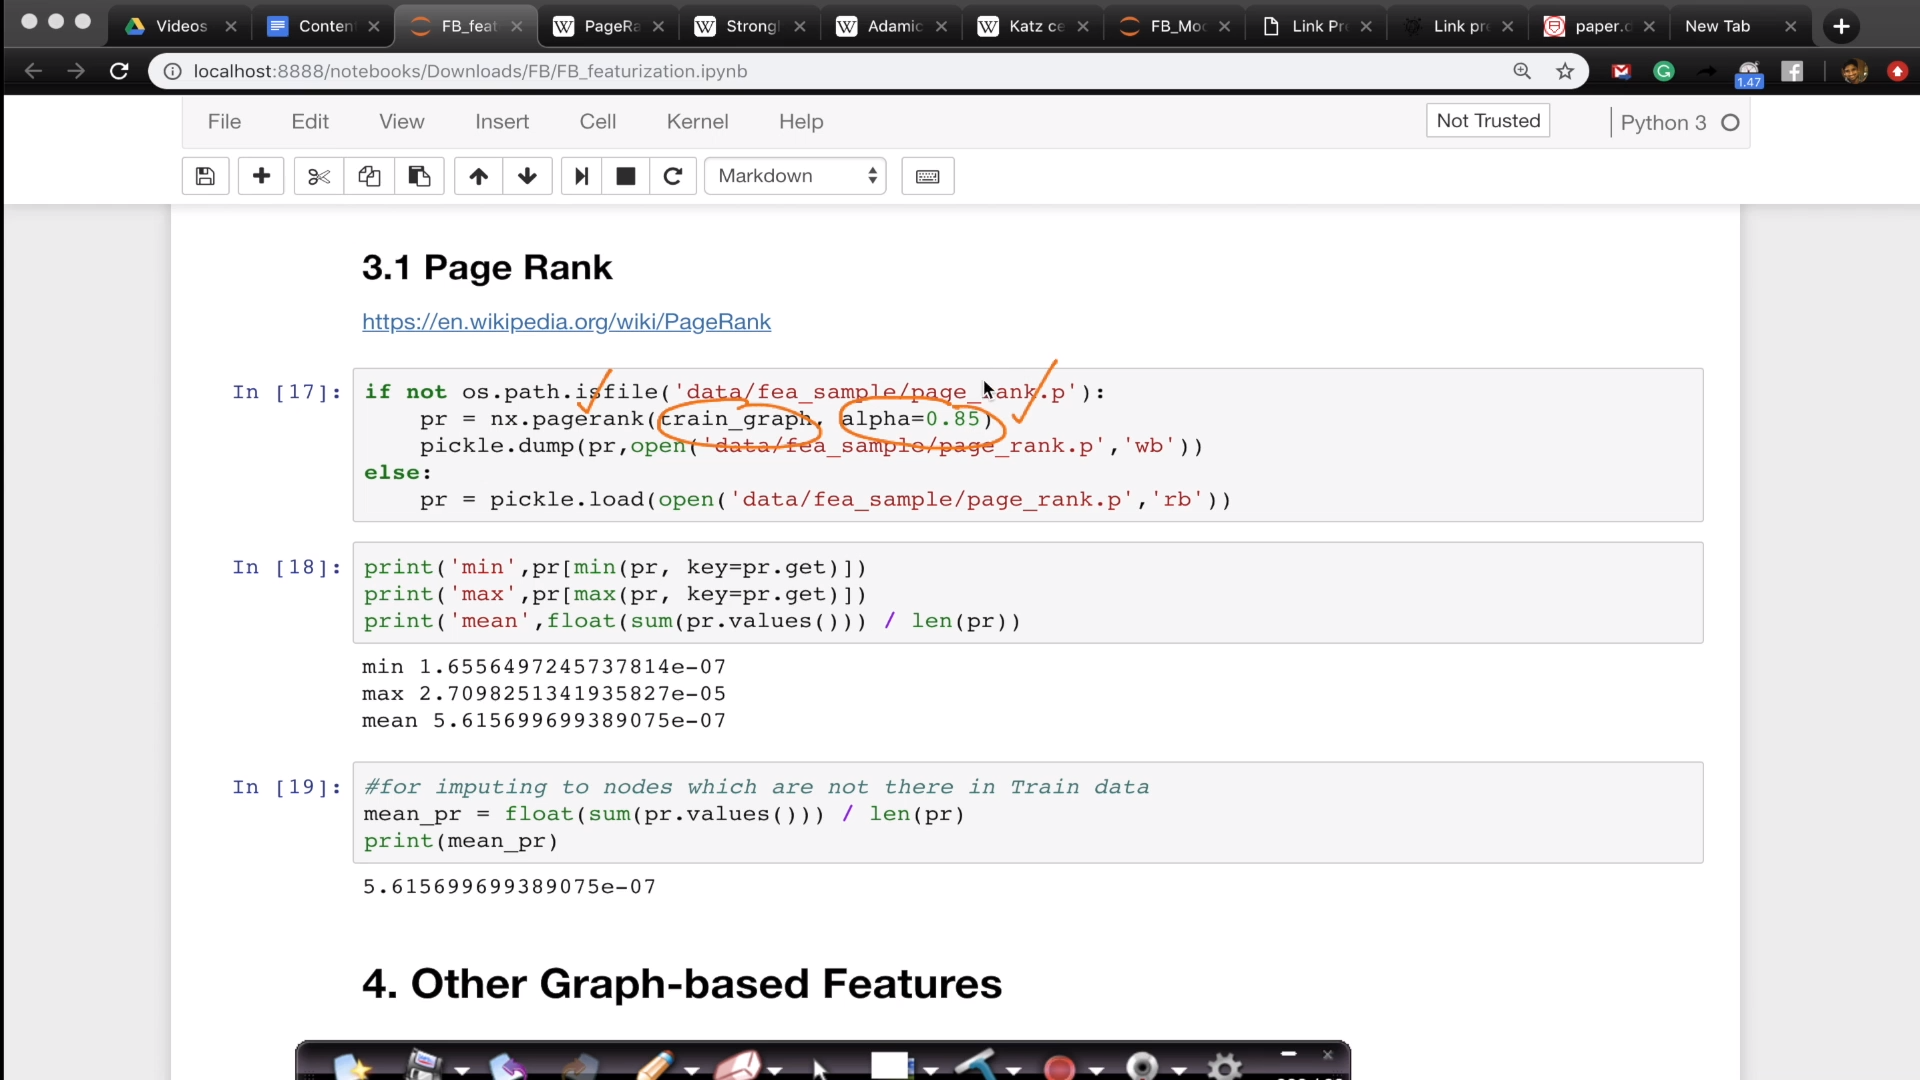 Videos Conten FB_feat PageRa Strongl Adamic Katz ce FB_Mod Link Pr Link pre paper.c New Tab
localhost:8888/notebooks/Downloads/FB/FB_featurization.ipynb 1.47
File Edit View Insert Cell Kernel Help Not Trusted Python 3
Markdown
3.1 Page Rank
https://en.wikipedia.org/wiki/PageRank
In [17]: if not os.path.isfile('data/fea_sample/page_rank.p'):
pr = nx.pagerank(train_graph, alpha=0.85)
pickle.dump(pr,open('data/fea_sample/page_rank.p','wb'))
else:
pr = pickle.load(open('data/fea_sample/page_rank.p','rb'))
In [18]: print('min',pr[min(pr, key=pr.get)])
print('max',pr[max(pr, key=pr.get)])
print('mean',float(sum(pr.values())) / len(pr))
min 1.6556497245737814e-07
max 2.7098251341935827e-05
mean 5.615699699389075e-07
In [19]: #for imputing to nodes which are not there in Train data
mean_pr = float(sum(pr.values())) / len(pr)
print(mean_pr)
5.615699699389075e-07
4. Other Graph-based Features